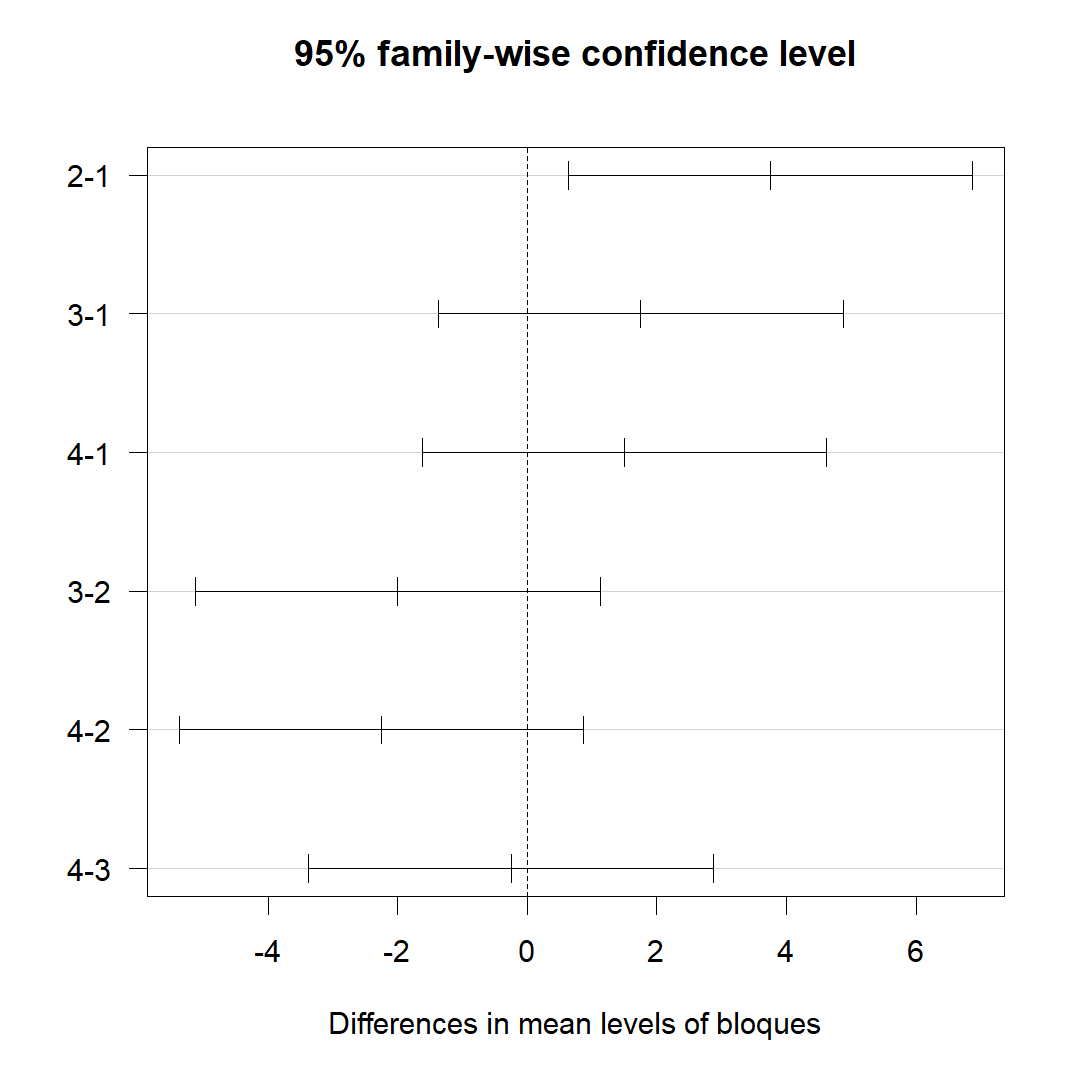 95% family-wise confidence level
2-1
3-1
4-1
3-2
4-2
4-3
-4 -2 0 2 4 6
Differences in mean levels of bloques